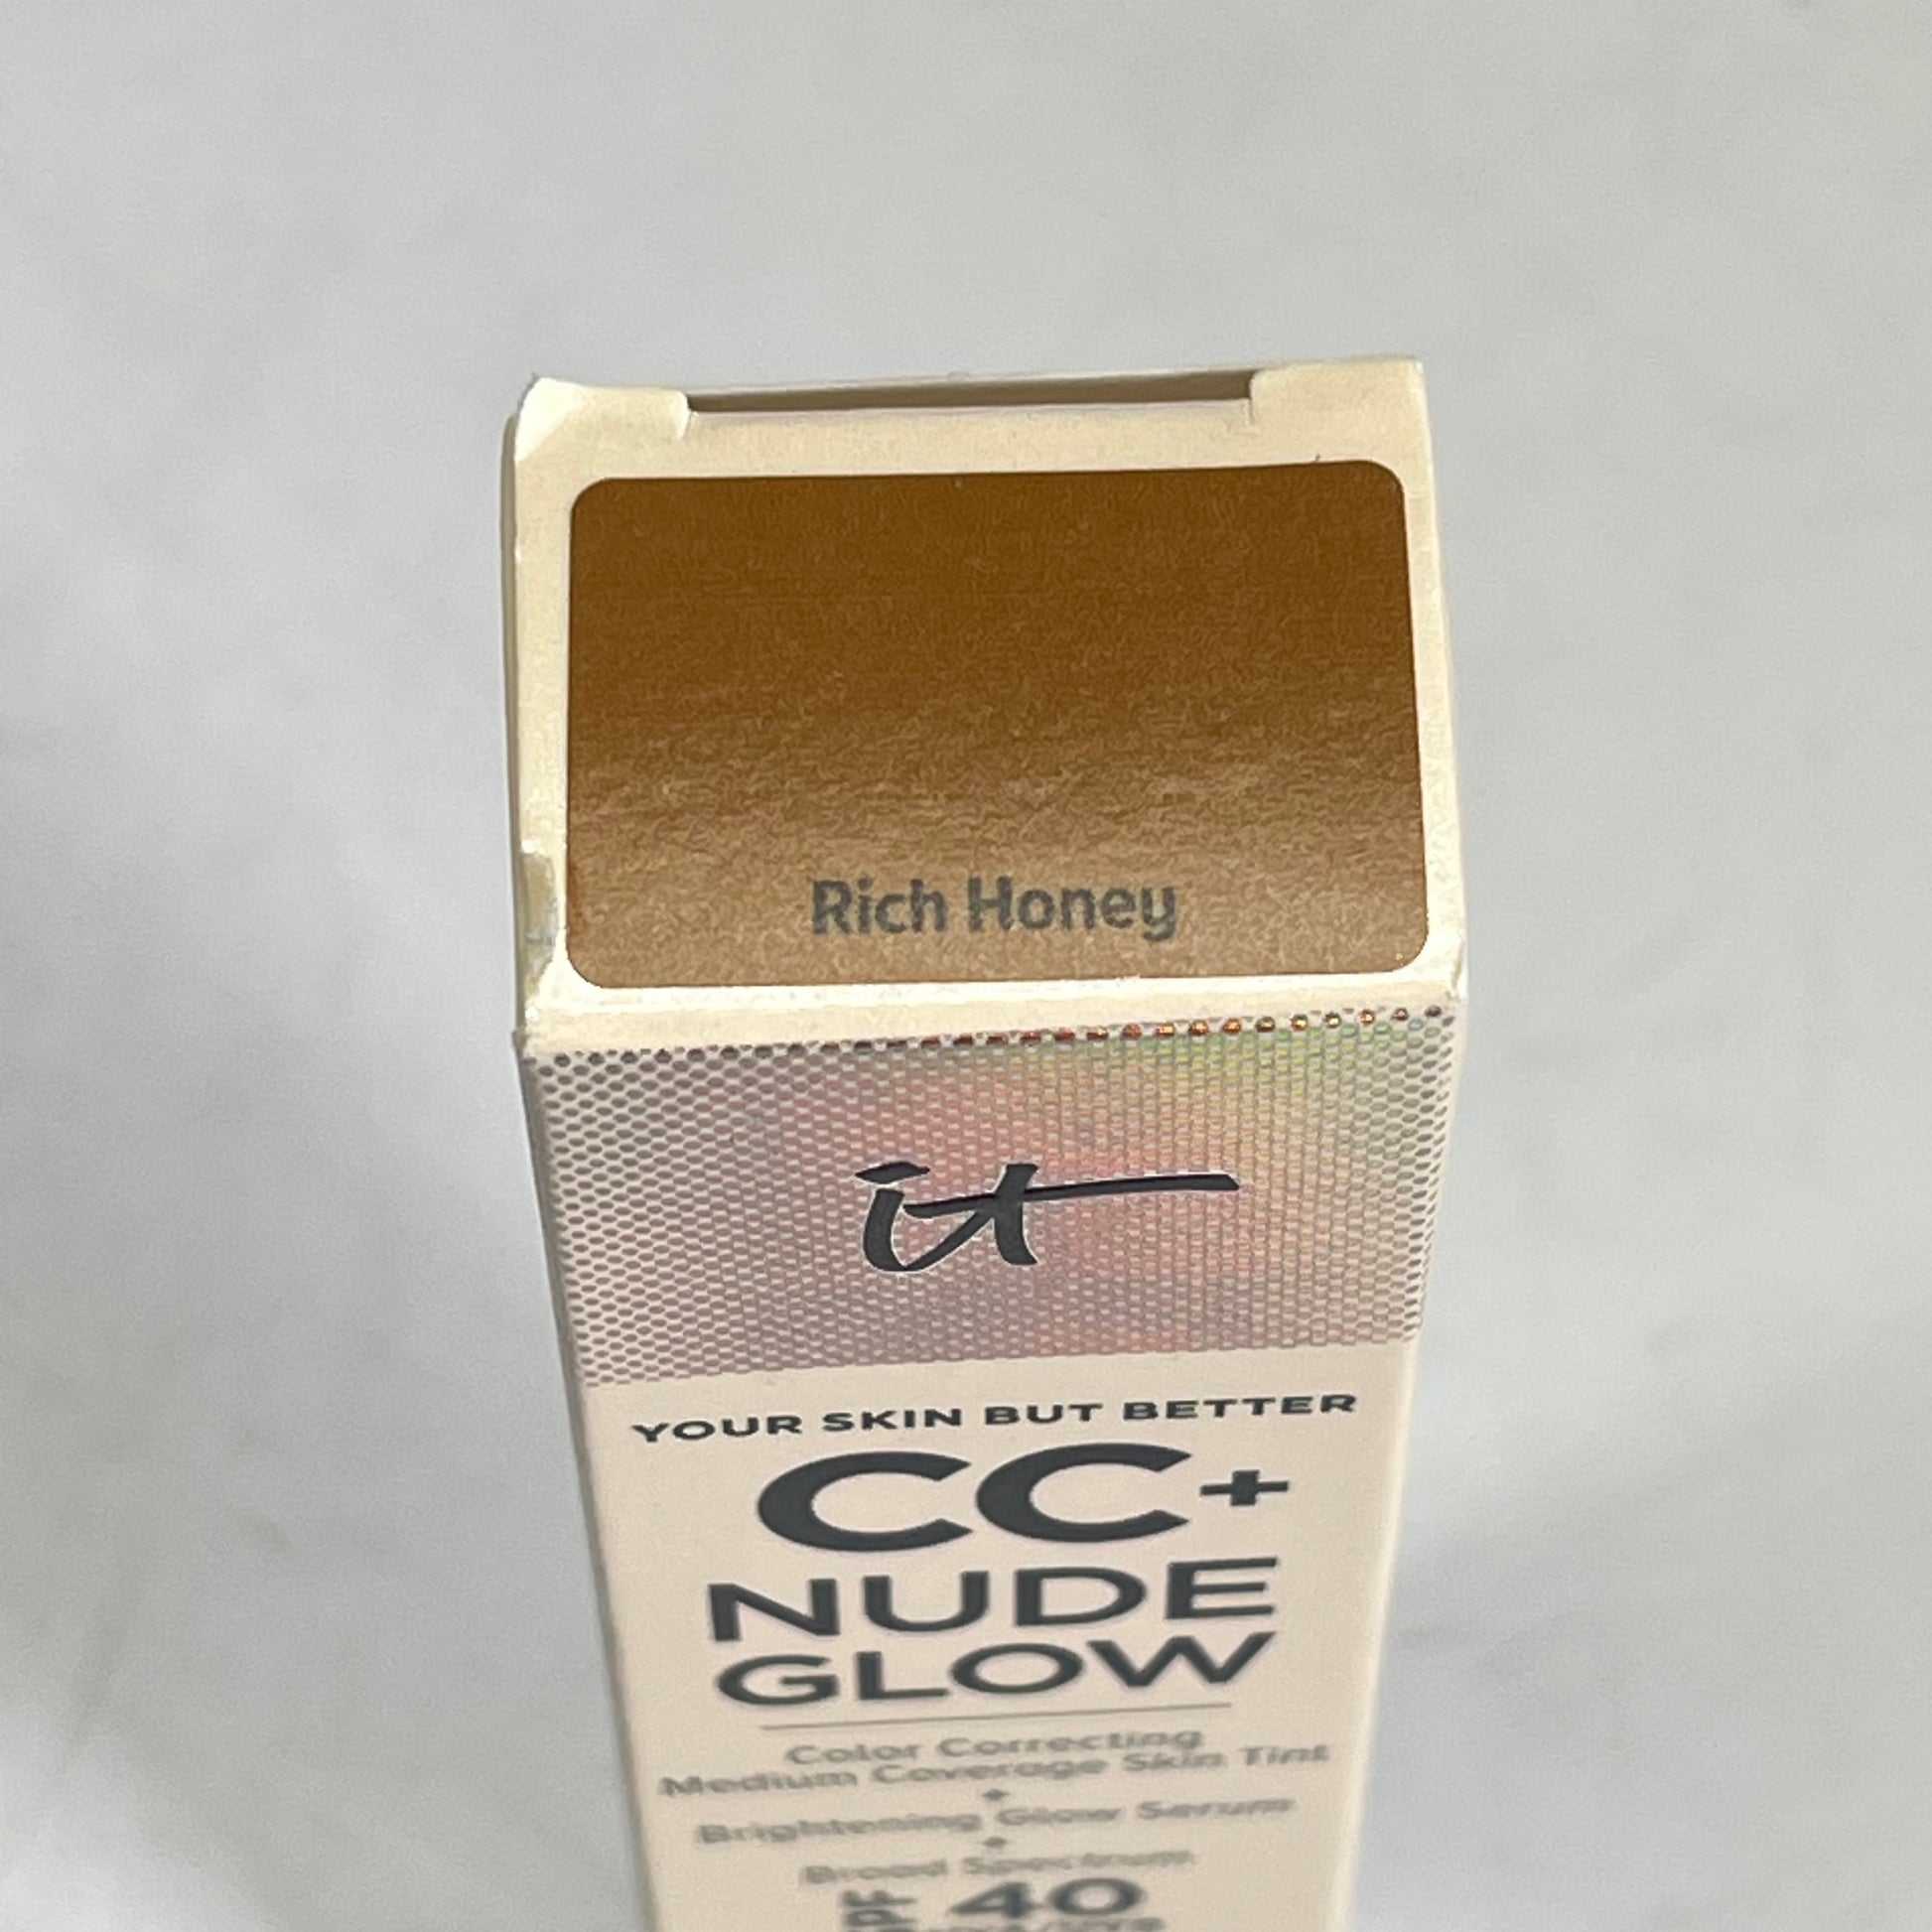 Rich Honey
it
YOUR SKIN BUT BETTER
CC+
NUDE
GLOW
Color Correcting
Medium Coverage Skin Tint
+
Brightening Glow Serum
+
Broad Spectrum
SPF 40